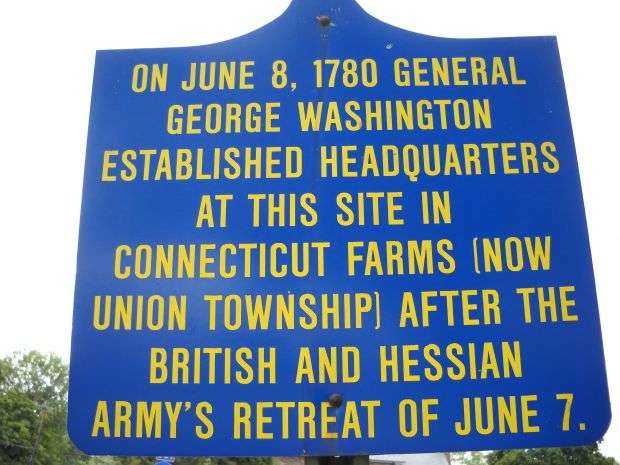 ON JUNE 8, 1780 GENERAL
GEORGE WASHINGTON
ESTABLISHED HEADQUARTERS
AT THIS SITE IN
CONNECTICUT FARMS (NOW
UNION TOWNSHIP) AFTER THE
BRITISH AND HESSIAN
ARMY'S RETREAT OF JUNE 7.